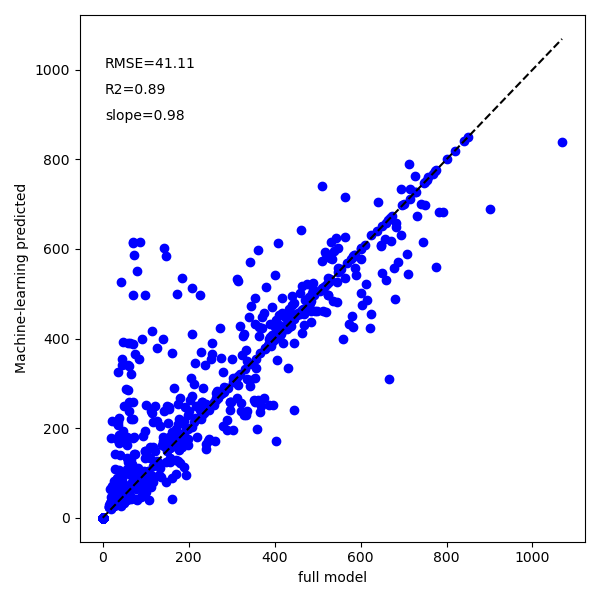 RMSE=41.11
R2=0.89
slope=0.98
Machine-learning predicted
1000
800
600
400
200
0
0 200 400 600 800 1000
full model